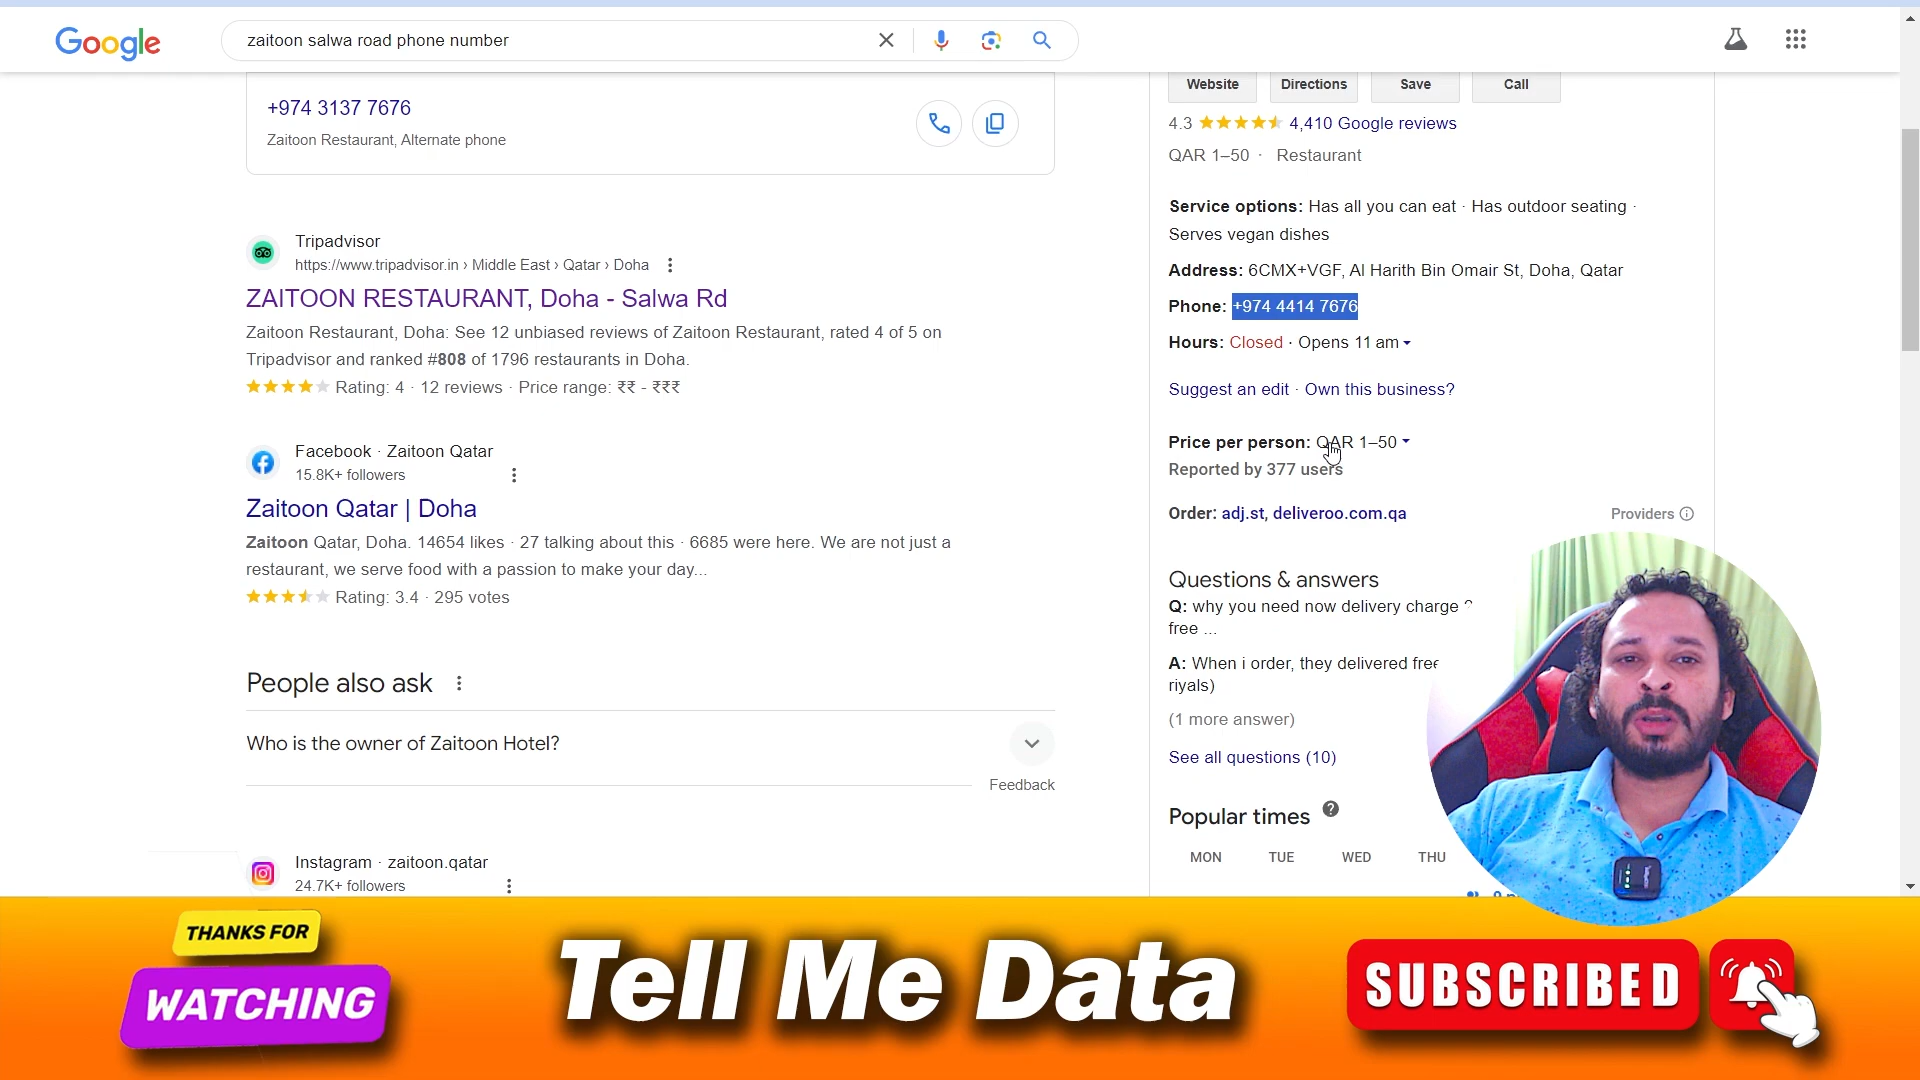 Google
zaitoon salwa road phone number
+974 3137 7676
Zaitoon Restaurant, Alternate phone
Tripadvisor
https://www.tripadvisor.in › Middle East › Qatar › Doha
ZAITOON RESTAURANT, Doha - Salwa Rd
Zaitoon Restaurant, Doha: See 12 unbiased reviews of Zaitoon Restaurant, rated 4 of 5 on
Tripadvisor and ranked #808 of 1796 restaurants in Doha.
Rating: 4 · 12 reviews · Price range: ₹₹ - ₹₹₹
Facebook · Zaitoon Qatar
15.8K+ followers
Zaitoon Qatar | Doha
Zaitoon Qatar, Doha. 14654 likes · 27 talking about this · 6685 were here. We are not just a
restaurant, we serve food with a passion to make your day...
Rating: 3.4 · 295 votes
People also ask
Who is the owner of Zaitoon Hotel?
Feedback
Instagram · zaitoon.qatar
24.7K+ followers
Website
Directions
Save
Call
4.3
4,410 Google reviews
QAR 1–50 · Restaurant
Service options: Has all you can eat · Has outdoor seating ·
Serves vegan dishes
Address: 6CMX+VGF, Al Harith Bin Omair St, Doha, Qatar
Phone: +974 4414 7676
Hours: Closed · Opens 11 am
Suggest an edit · Own this business?
Price per person: QAR 1–50
Reported by 377 users
Order: adj.st, deliveroo.com.qa
Providers
Questions & answers
Q: why you need now delivery charge
free ...
A: When i order, they delivered free
riyals)
(1 more answer)
See all questions (10)
Popular times
MON TUE WED THU
THANKS FOR
WATCHING
Tell Me Data
SUBSCRIBED